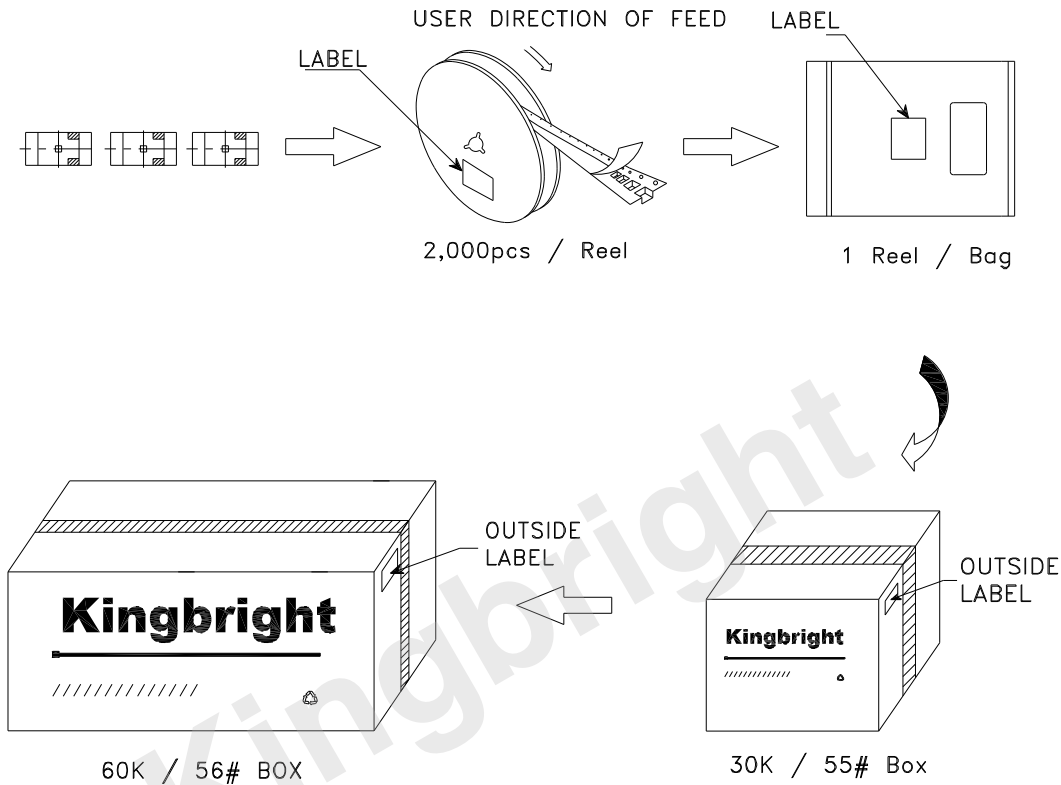 USER DIRECTION OF FEED
LABEL
LABEL
2,000pcs / Reel
1 Reel / Bag
OUTSIDE
LABEL
OUTSIDE
LABEL
Kingbright
Kingbright
60K / 56# BOX
30K / 55# Box
Kingbright